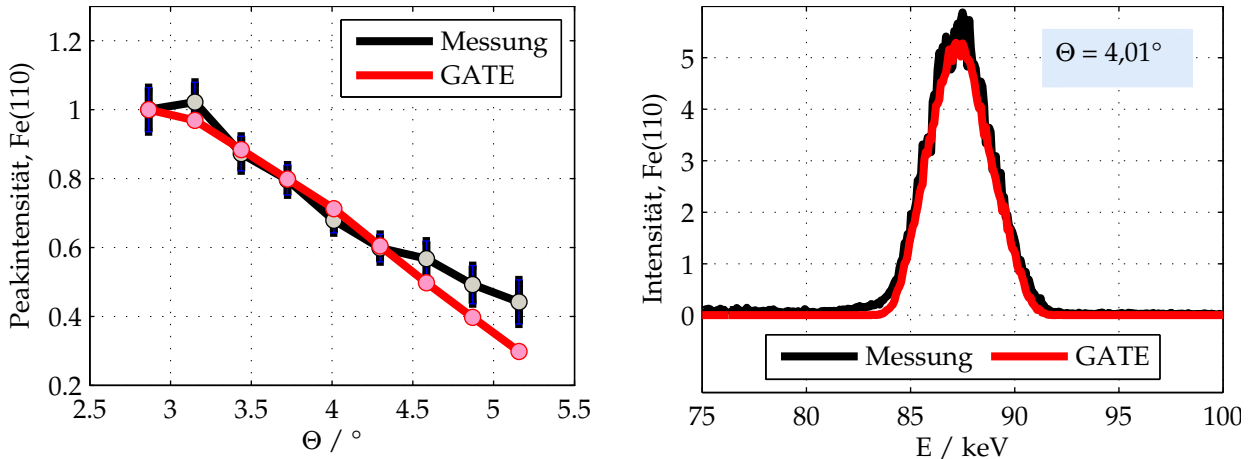 1.2
1
0.8
0.6
0.4
0.2
2.5 3 3.5 4 4.5 5 5.5
Peakintensität, Fe(110)
Θ / °
Messung
GATE
5
4
3
2
1
0
75 80 85 90 95 100
Intensität, Fe(110)
E / keV
Θ = 4,01°
Messung GATE